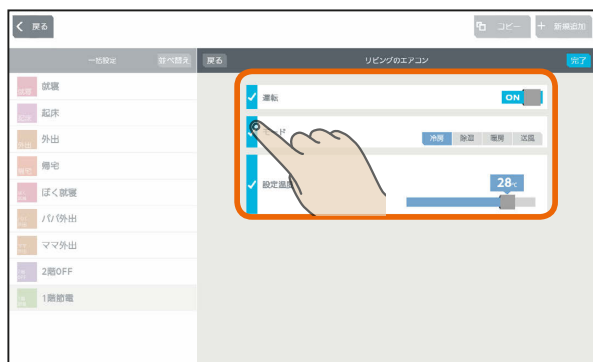 戻る
コピー
新規追加
一括設定
並べ替え
戻る
リビングのエアコン
完了
就寝
起床
外出
帰宅
ぼく就寝
パパ外出
ママ外出
2階OFF
1階節電
運転
ON
ード
冷房 除湿 暖房 送風
設定温度
28℃